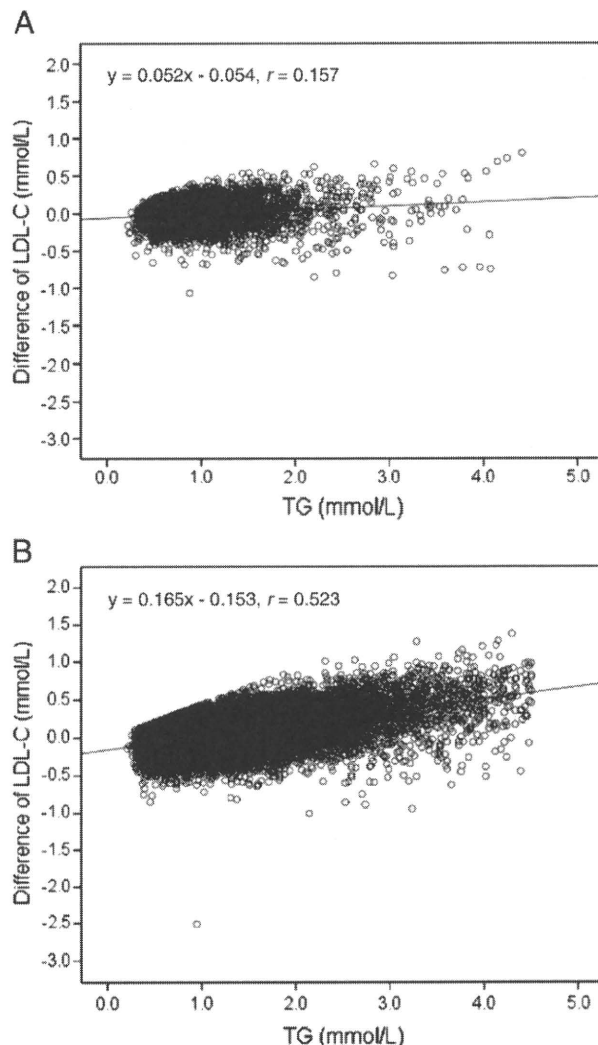 A
y = 0.052x - 0.054, r = 0.157
Difference of LDL-C (mmol/L)
2.0
1.5
1.0
0.5
0.0
-0.5
-1.0
-1.5
-2.0
-2.5
-3.0
0.0 1.0 2.0 3.0 4.0 5.0
TG (mmol/L)
B
y = 0.165x - 0.153, r = 0.523
Difference of LDL-C (mmol/L)
2.0
1.5
1.0
0.5
0.0
-0.5
-1.0
-1.5
-2.0
-2.5
-3.0
0.0 1.0 2.0 3.0 4.0 5.0
TG (mmol/L)